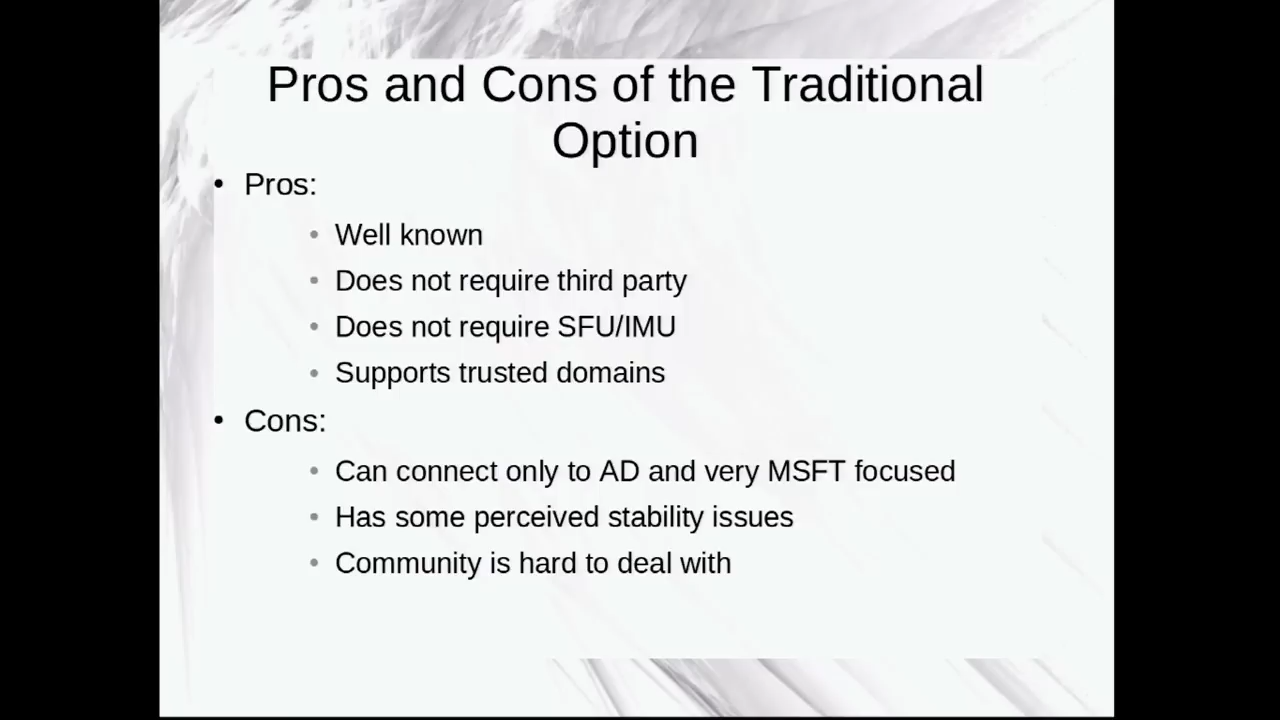 Pros and Cons of the Traditional
Option
• Pros:
• Well known
• Does not require third party
• Does not require SFU/IMU
• Supports trusted domains
• Cons:
• Can connect only to AD and very MSFT focused
• Has some perceived stability issues
• Community is hard to deal with